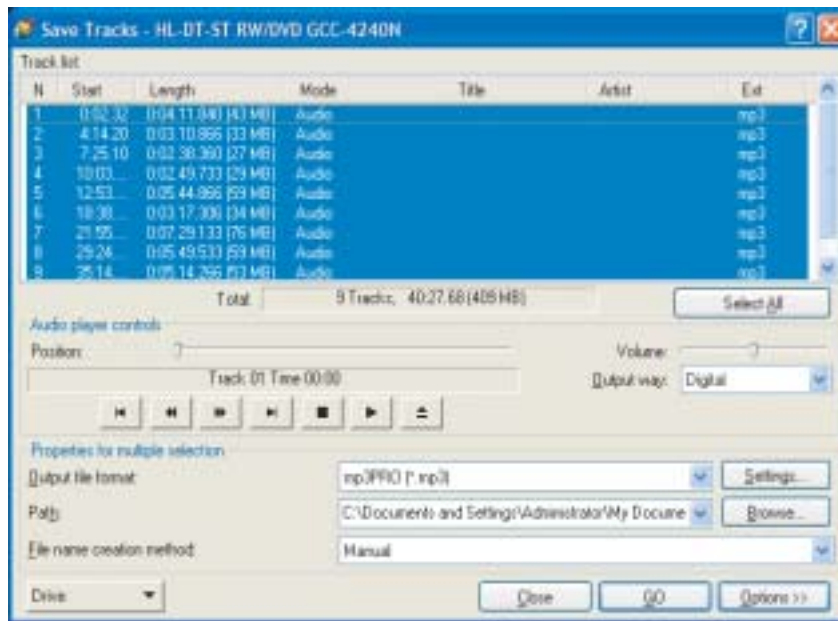 Save Tracks - HL-DT-ST RW/DVD GCC-4240N
Track list
N Start Length Mode Title Artist Ext
1 0:02.32 0:04:11.840 (43 MB) Audio mp3
2 4:14.20 0:03:10.866 (33 MB) Audio mp3
3 7:25.10 0:02:38.360 (27 MB) Audio mp3
4 10:03.... 0:02:49.733 (29 MB) Audio mp3
5 12:53.... 0:05:44.866 (59 MB) Audio mp3
6 18:38.... 0:03:17.306 (34 MB) Audio mp3
7 21:55.... 0:07:29.133 (76 MB) Audio mp3
8 29:24.... 0:05:49.533 (59 MB) Audio mp3
9 35:14.... 0:05:14.266 (53 MB) Audio mp3
Total: 9 Tracks, 40:27.68 (409 MB)
Select All
Audio player controls
Position:
Volume:
Track 01 Time 00:00
Output way: Digital
Properties for multiple selection
Output file format: mp3PRO (*.mp3) Settings...
Path: C:\Documents and Settings\Administrator\My Docume Browse...
File name creation method: Manual
Drive Close GO Options >>